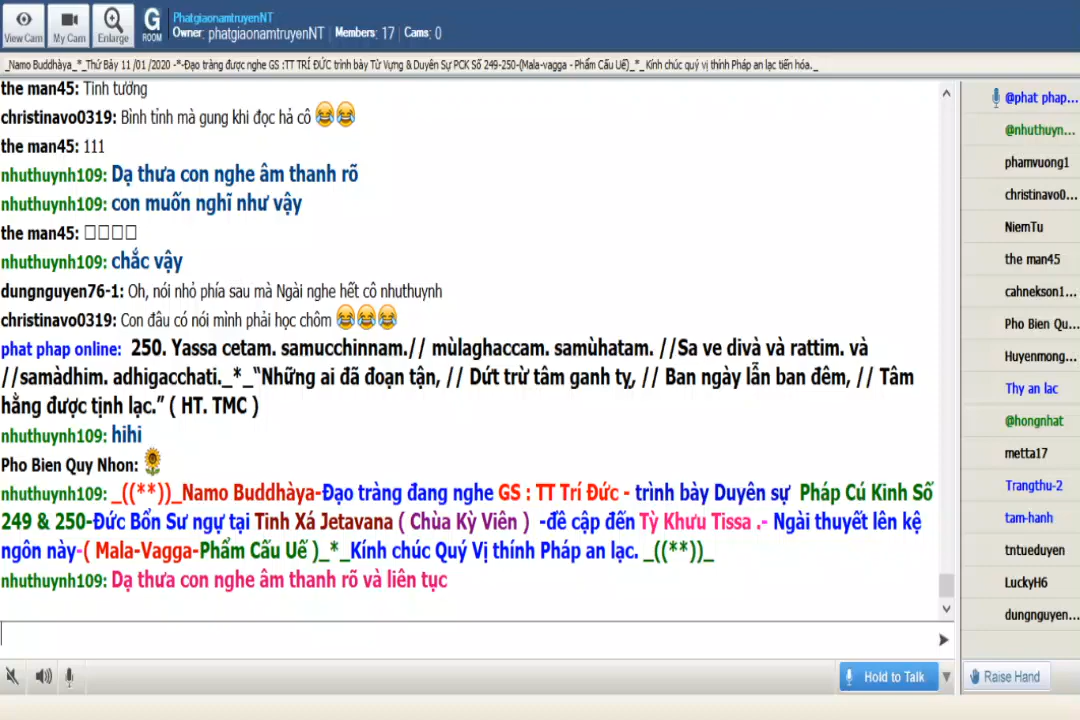 View Cam
My Cam
Enlarge
G
ROOM
PhatgiaonamtruyenNT
Owner: phatgiaonamtruyenNT | Members: 17 | Cams: 0
_Namo Buddhàya_*_Thứ Bảy 11 /01 /2020 -*-Đạo tràng được nghe GS :TT TRÍ ĐỨC trình bày Từ Vựng & Duyên Sự PCK Số 249-250-(Mala-vagga - Phẩm Cấu Uế)_*_ Kính chúc quý vị thính Pháp an lạc tiến hóa._
the man45: Tỉnh tướng
christinavo0319: Bình tỉnh mà gung khi đọc hả cô 😂😂
the man45: 111
nhuthuynh109: Dạ thưa con nghe âm thanh rõ
nhuthuynh109: con muốn nghĩ như vậy
the man45: □□□□
nhuthuynh109: chắc vậy
dungnguyen76-1: Oh, nói nhỏ phía sau mà Ngài nghe hết cô nhuthuynh
christinavo0319: Con đâu có nói mình phải học chôm 😂😂😂
phat phap online: 250. Yassa cetam. samucchinnam.// mùlaghaccam. samùhatam. //Sa ve divà và rattim. và
//samàdhim. adhigacchati._*_“Những ai đã đoạn tận, // Dứt trừ tâm ganh tỵ, // Ban ngày lẫn ban đêm, // Tâm
hằng được tịnh lạc.” ( HT. TMC )
nhuthuynh109: hihi
Pho Bien Quy Nhon: 🌻
nhuthuynh109: _((**))_Namo Buddhàya-Đạo tràng đang nghe GS : TT Trí Đức - trình bày Duyên sự Pháp Cú Kinh Số
249 & 250-Đức Bổn Sư ngự tại Tinh Xá Jetavana ( Chùa Kỳ Viên ) -đề cập đến Tỳ Khưu Tissa .- Ngài thuyết lên kệ
ngôn này-( Mala-Vagga-Phẩm Cấu Uế )_*_Kính chúc Quý Vị thính Pháp an lạc. _((**))_
nhuthuynh109: Dạ thưa con nghe âm thanh rõ và liên tục
@phat phap...
@nhuthuyn...
phamvuong1
christinavo0...
NiemTu
the man45
cahnekson1...
Pho Bien Qu...
Huyenmong...
Thy an lac
@hongnhat
metta17
Trangthu-2
tam-hanh
tntueduyen
LuckyH6
dungnguyen...
Hold to Talk
Raise Hand